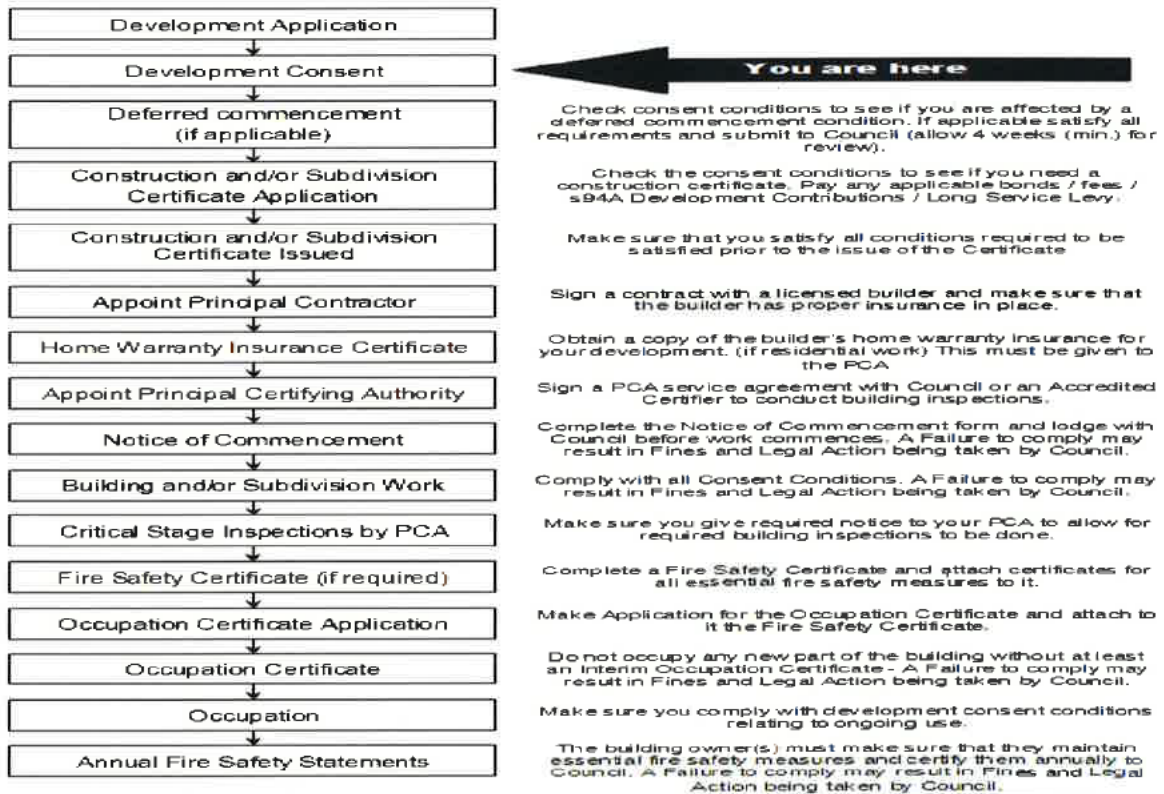 Development Application
Development Consent
You are here
Deferred commencement
(if applicable)
Check consent conditions to see if you are affected by a
deferred commencement condition. If applicable satisfy all
requirements and submit to Council (allow 4 weeks (min.) for
review).
Construction and/or Subdivision
Certificate Application
Check the consent conditions to see if you need a
construction certificate. Pay any applicable bonds / fees /
s94A Development Contributions / Long Service Levy.
Construction and/or Subdivision
Certificate Issued
Make sure that you satisfy all conditions required to be
satisfied prior to the issue of the Certificate
Appoint Principal Contractor
Sign a contract with a licensed builder and make sure that
the builder has proper insurance in place.
Home Warranty Insurance Certificate
Obtain a copy of the builder's home warranty insurance for
your development. (if residential work) This must be given to
the PCA
Appoint Principal Certifying Authority
Sign a PCA service agreement with Council or an Accredited
Certifier to conduct building inspections.
Notice of Commencement
Complete the Notice of Commencement form and lodge with
Council before work commences. A Failure to comply may
result in Fines and Legal Action being taken by Council.
Building and/or Subdivision Work
Comply with all Consent Conditions. A Failure to comply may
result in Fines and Legal Action being taken by Council.
Critical Stage Inspections by PCA
Make sure you give required notice to your PCA to allow for
required building inspections to be done.
Fire Safety Certificate (if required)
Complete a Fire Safety Certificate and attach certificates for
all essential fire safety measures to it.
Occupation Certificate Application
Make Application for the Occupation Certificate and attach to
it the Fire Safety Certificate.
Occupation Certificate
Do not occupy any new part of the building without at least
an Interim Occupation Certificate - A Failure to comply may
result in Fines and Legal Action being taken by Council.
Occupation
Make sure you comply with development consent conditions
relating to ongoing use.
Annual Fire Safety Statements
The building owner(s) must make sure that they maintain
essential fire safety measures and certify them annually to
Council. A Failure to comply may result in Fines and Legal
Action being taken by Council.